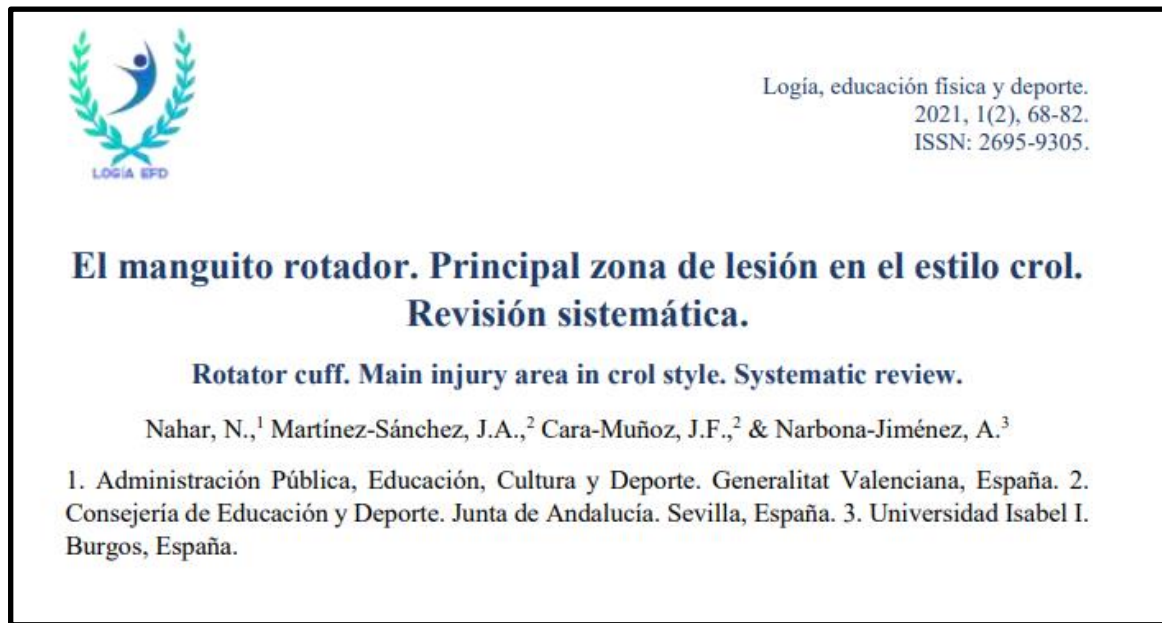 LOGÍA EFD
Logía, educación física y deporte.
2021, 1(2), 68-82.
ISSN: 2695-9305.
El manguito rotador. Principal zona de lesión en el estilo crol.
Revisión sistemática.
Rotator cuff. Main injury area in crol style. Systematic review.
Nahar, N.,¹ Martínez-Sánchez, J.A.,² Cara-Muñoz, J.F.,² & Narbona-Jiménez, A.³
1. Administración Pública, Educación, Cultura y Deporte. Generalitat Valenciana, España. 2.
Consejería de Educación y Deporte. Junta de Andalucía. Sevilla, España. 3. Universidad Isabel I.
Burgos, España.